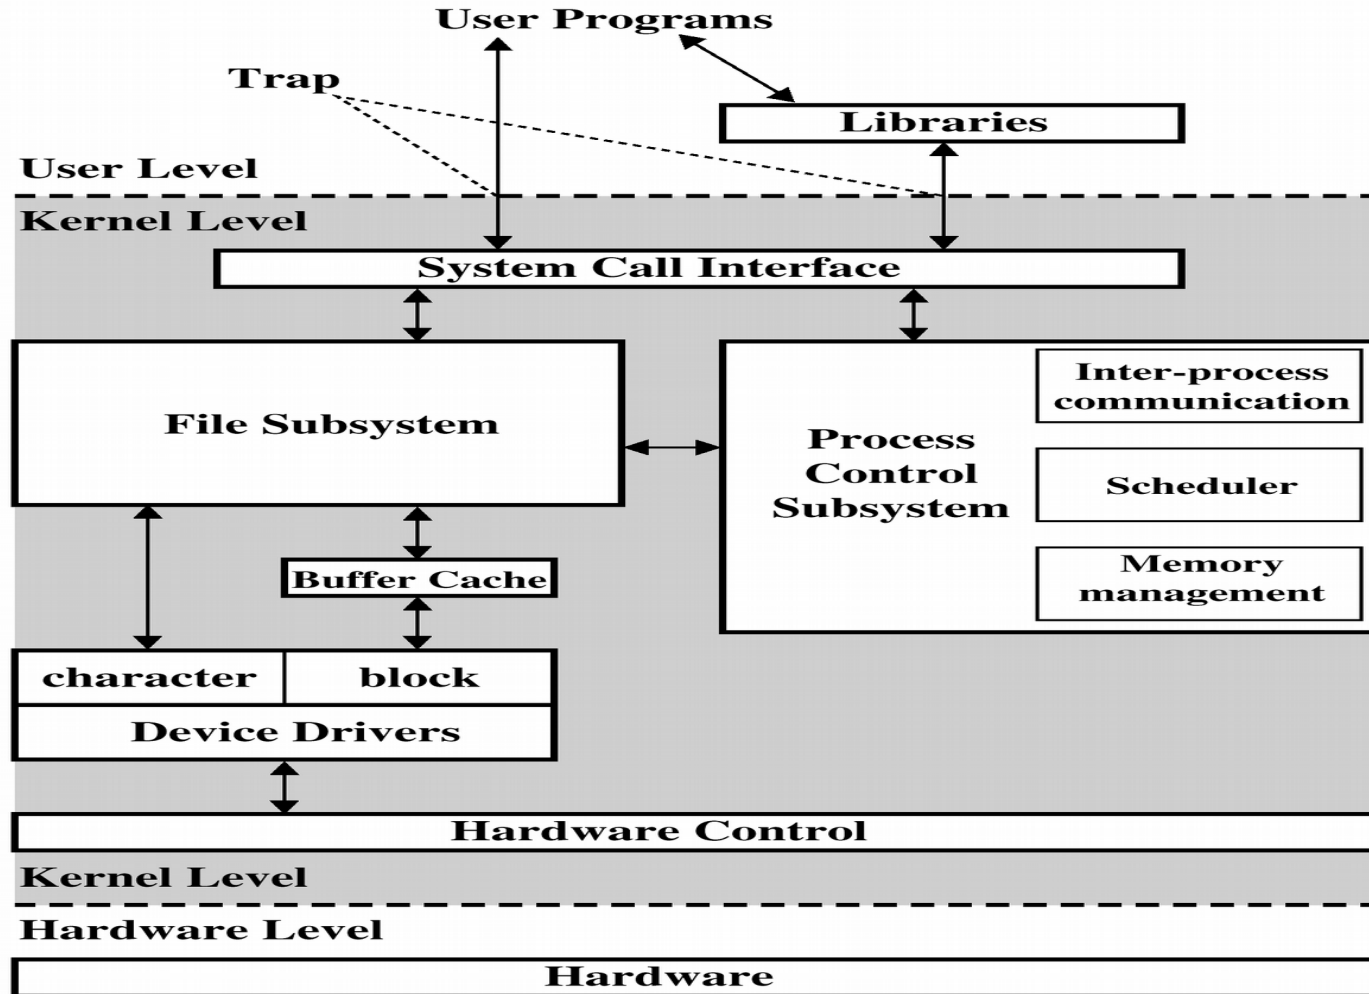 User Programs
Trap
Libraries
User Level
Kernel Level
System Call Interface
File Subsystem
Process
Control
Subsystem
Inter-process
communication
Scheduler
Memory
management
Buffer Cache
character
block
Device Drivers
Hardware Control
Kernel Level
Hardware Level
Hardware